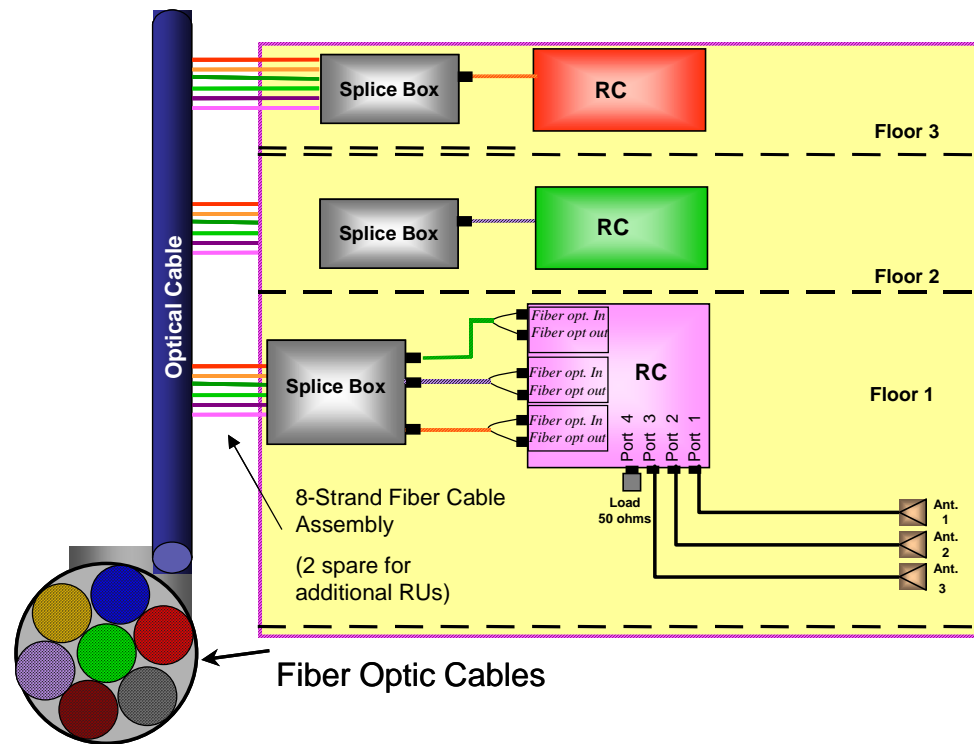 Splice Box
RC
Floor 3
Splice Box
RC
Floor 2
Optical Cable
Splice Box
Fiber opt. In
Fiber opt out
Fiber opt. In
Fiber opt out
Fiber opt. In
Fiber opt out
RC
Floor 1
Port 4
Port 3
Port 2
Port 1
Load
50 ohms
Ant.
1
Ant.
2
Ant.
3
8-Strand Fiber Cable
Assembly
(2 spare for
additional RUs)
Fiber Optic Cables